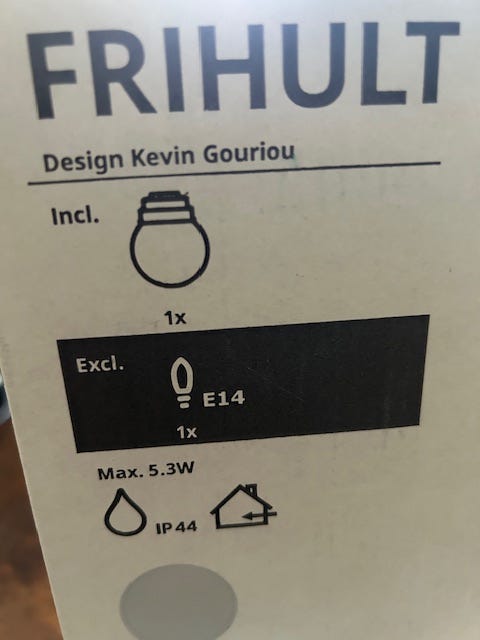 FRIHULT
Design Kevin Gouriou
Incl.
1x
Excl.
E14
1x
Max. 5.3W
IP44